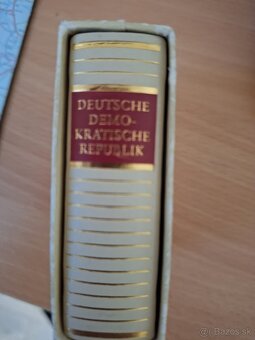 DEUTSCHE
DEMO-
KRATISCHE
REPUBLIK
Bazos.sk